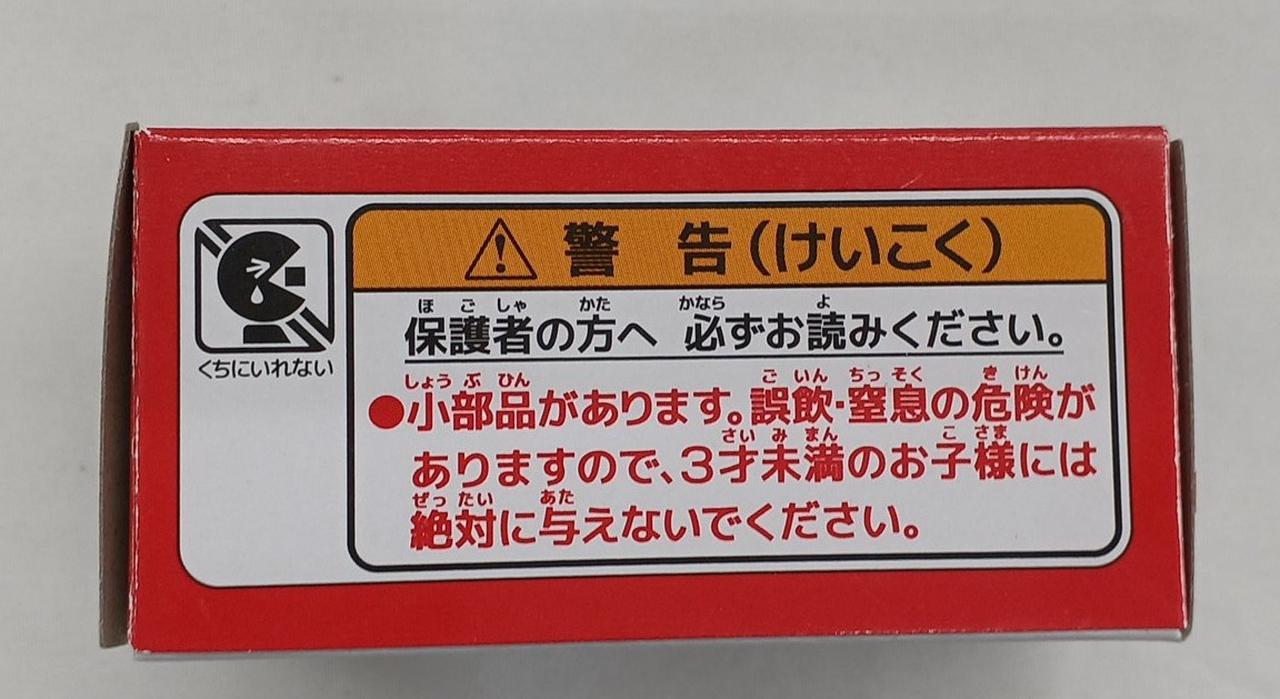 警 告(けいこく)
ほ ご しゃ かた かなら よ
保護者の方へ 必ずお読みください。
くちにいれない
しょう ぶ ひん ご いん ちっ そく き けん
●小部品があります。誤飲・窒息の危険が
さい み まん こ さま
ありますので、3才未満のお子様には
ぜっ たい あた
絶対に与えないでください。